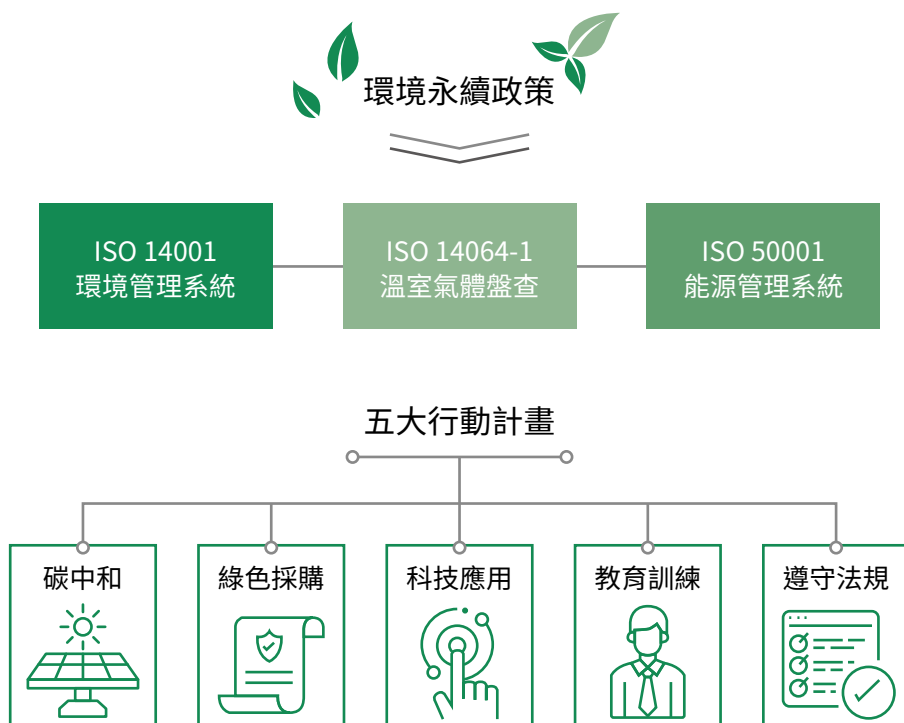 環境永續政策
ISO 14001
環境管理系統
ISO 14064-1
溫室氣體盤查
ISO 50001
能源管理系統
五大行動計畫
碳中和
綠色採購
科技應用
教育訓練
遵守法規